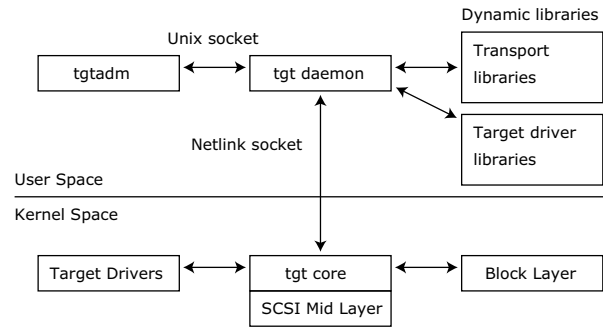 Dynamic libraries
Unix socket
tgtadm
tgt daemon
Transport
libraries
Target driver
libraries
Netlink socket
User Space
Kernel Space
Target Drivers
tgt core
Block Layer
SCSI Mid Layer